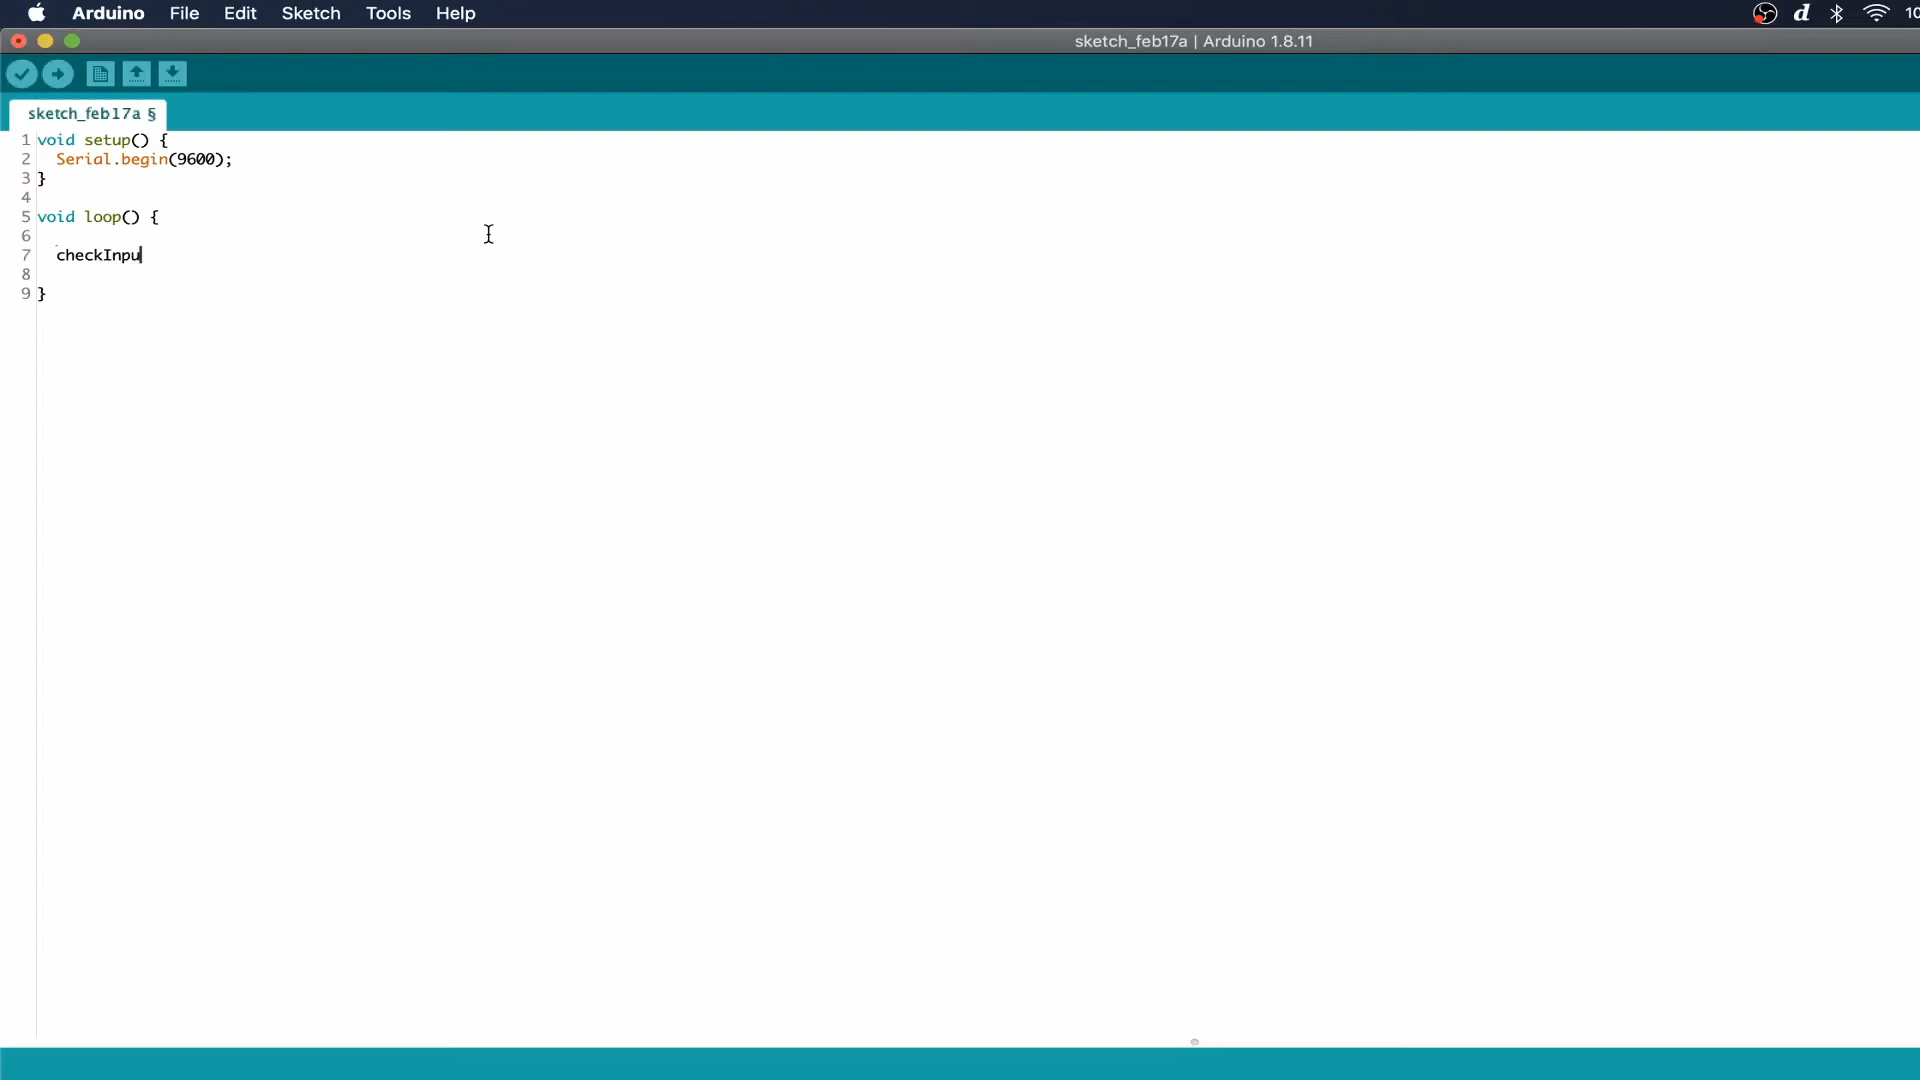 Arduino File Edit Sketch Tools Help d 10
sketch_feb17a | Arduino 1.8.11
sketch_feb17a §
1 void setup() {
2 Serial.begin(9600);
3 }
4
5 void loop() {
6
7 checkInpu
8
9 }